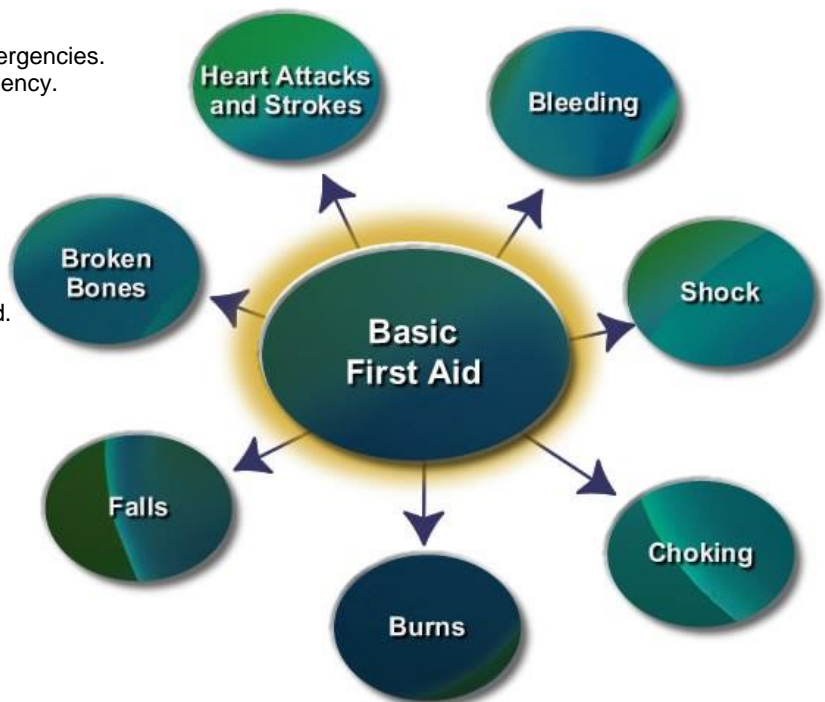 ergencies.
ency.
d.
Heart Attacks
and Strokes
Bleeding
Broken
Bones
Shock
Basic
First Aid
Falls
Choking
Burns